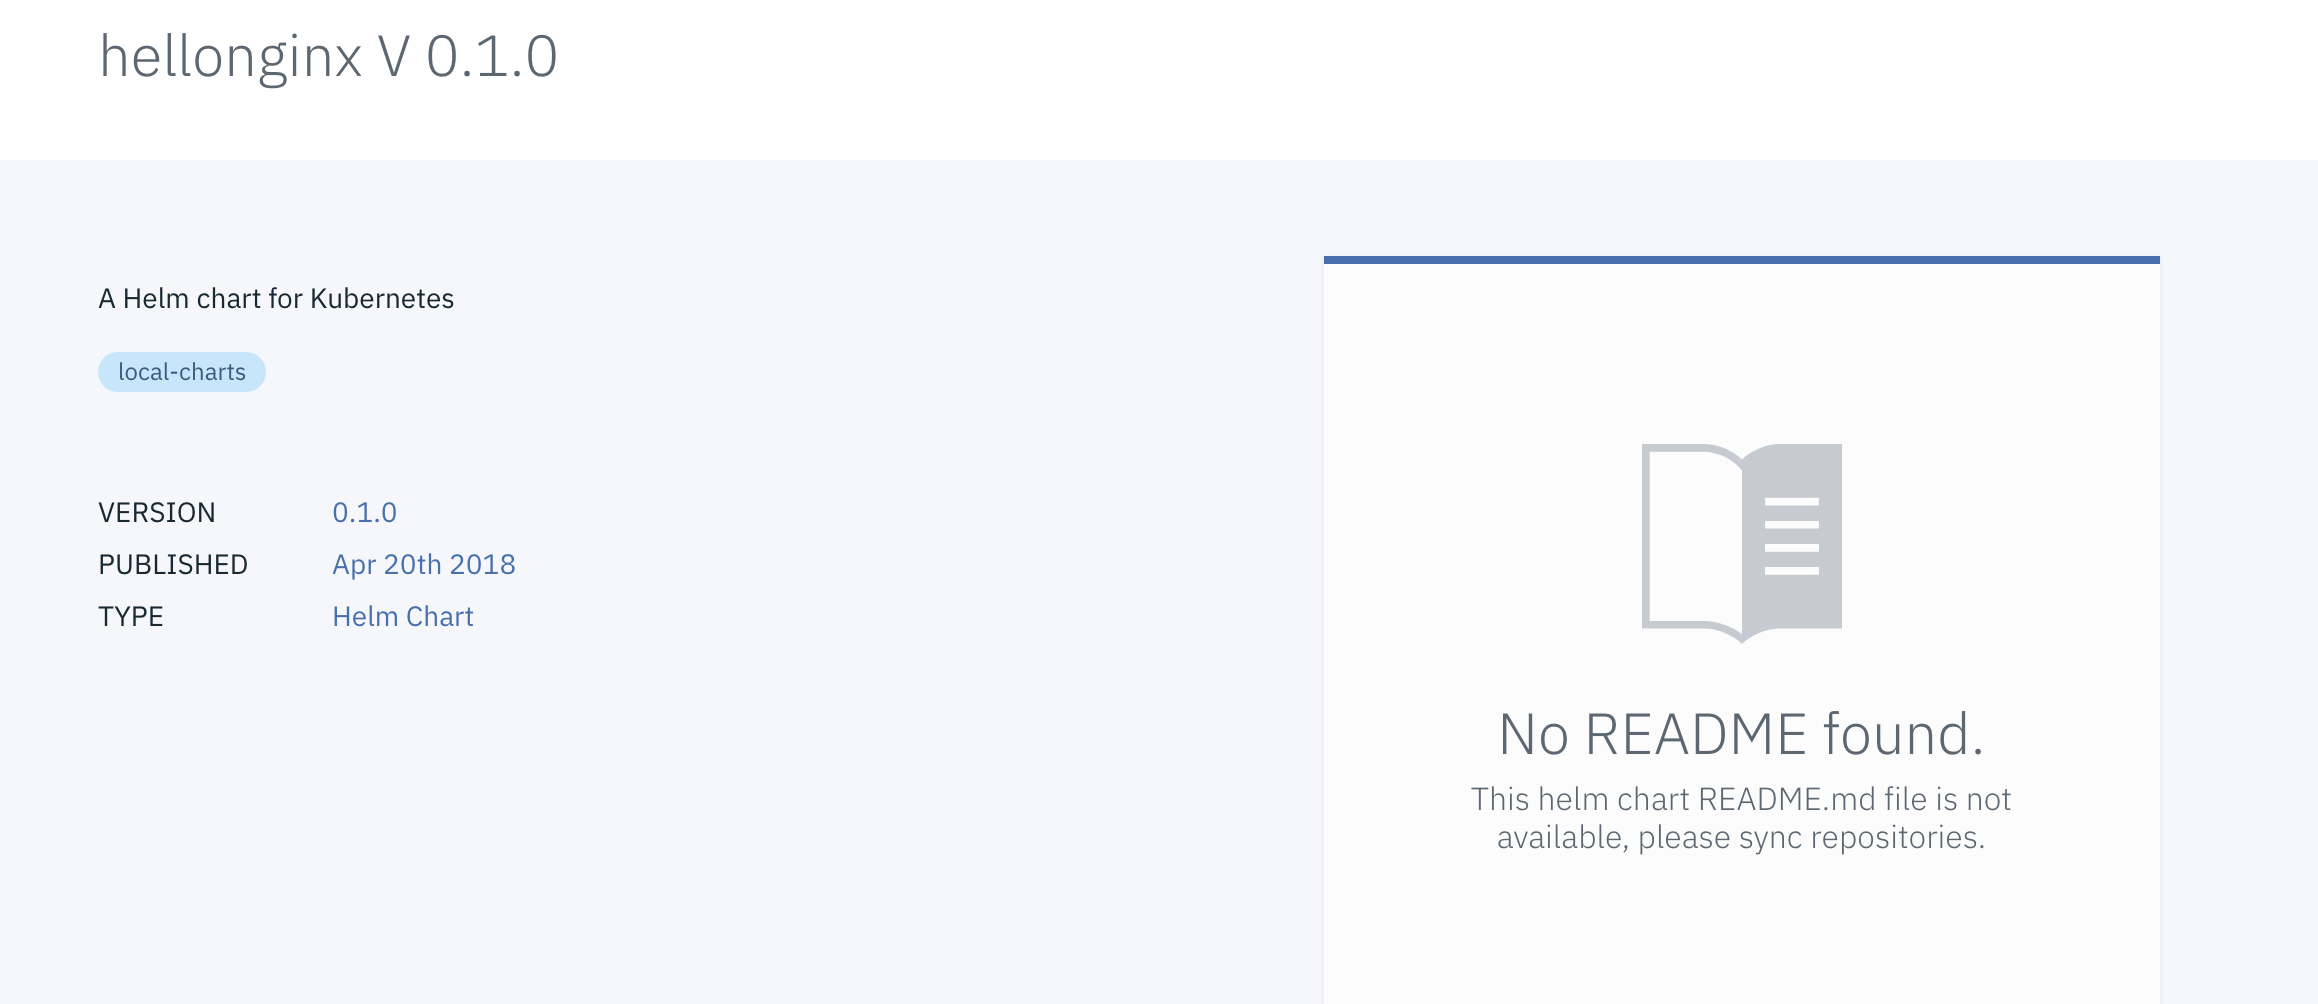 hellonginx V 0.1.0
A Helm chart for Kubernetes
local-charts
VERSION 0.1.0
PUBLISHED Apr 20th 2018
TYPE Helm Chart
No README found.
This helm chart README.md file is not
available, please sync repositories.